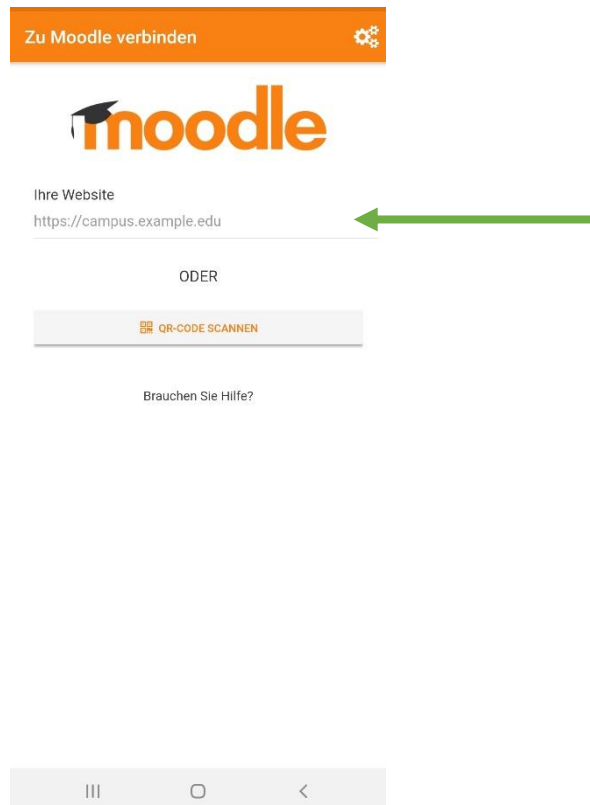 Zu Moodle verbinden
moodle
Ihre Website
https://campus.example.edu
ODER
QR-CODE SCANNEN
Brauchen Sie Hilfe?